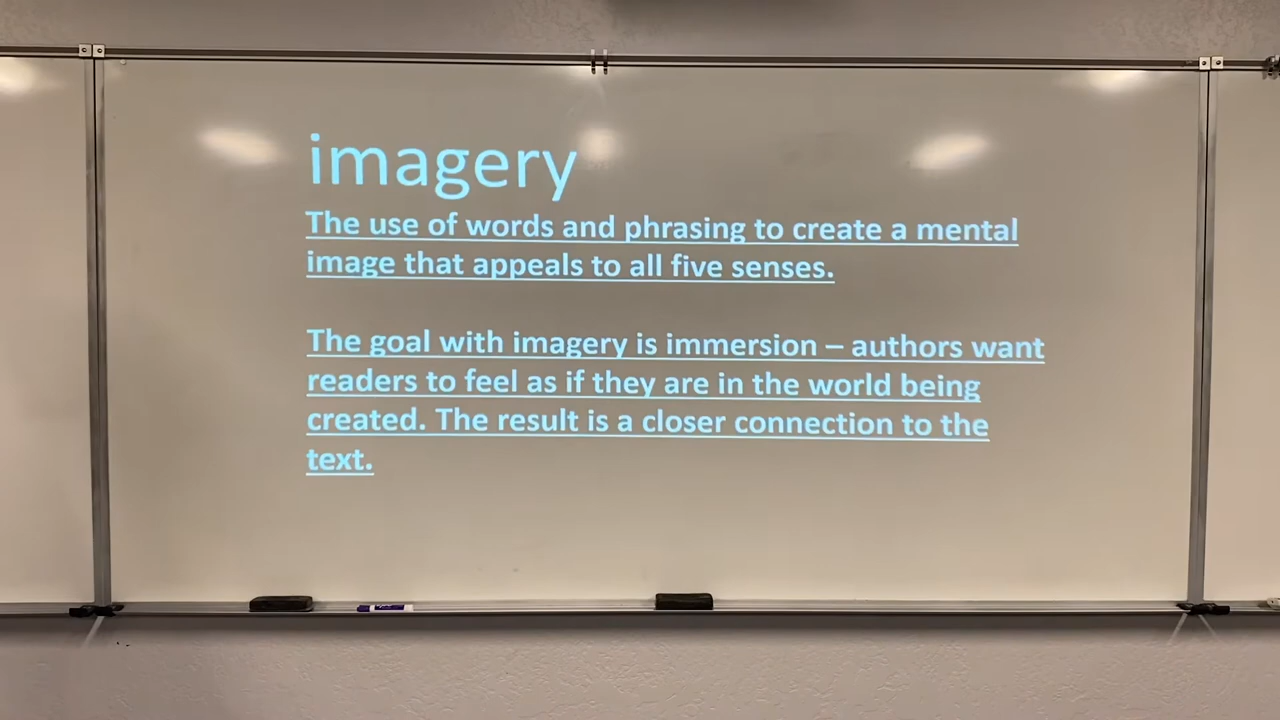 imagery
The use of words and phrasing to create a mental
image that appeals to all five senses.
The goal with imagery is immersion – authors want
readers to feel as if they are in the world being
created. The result is a closer connection to the
text.